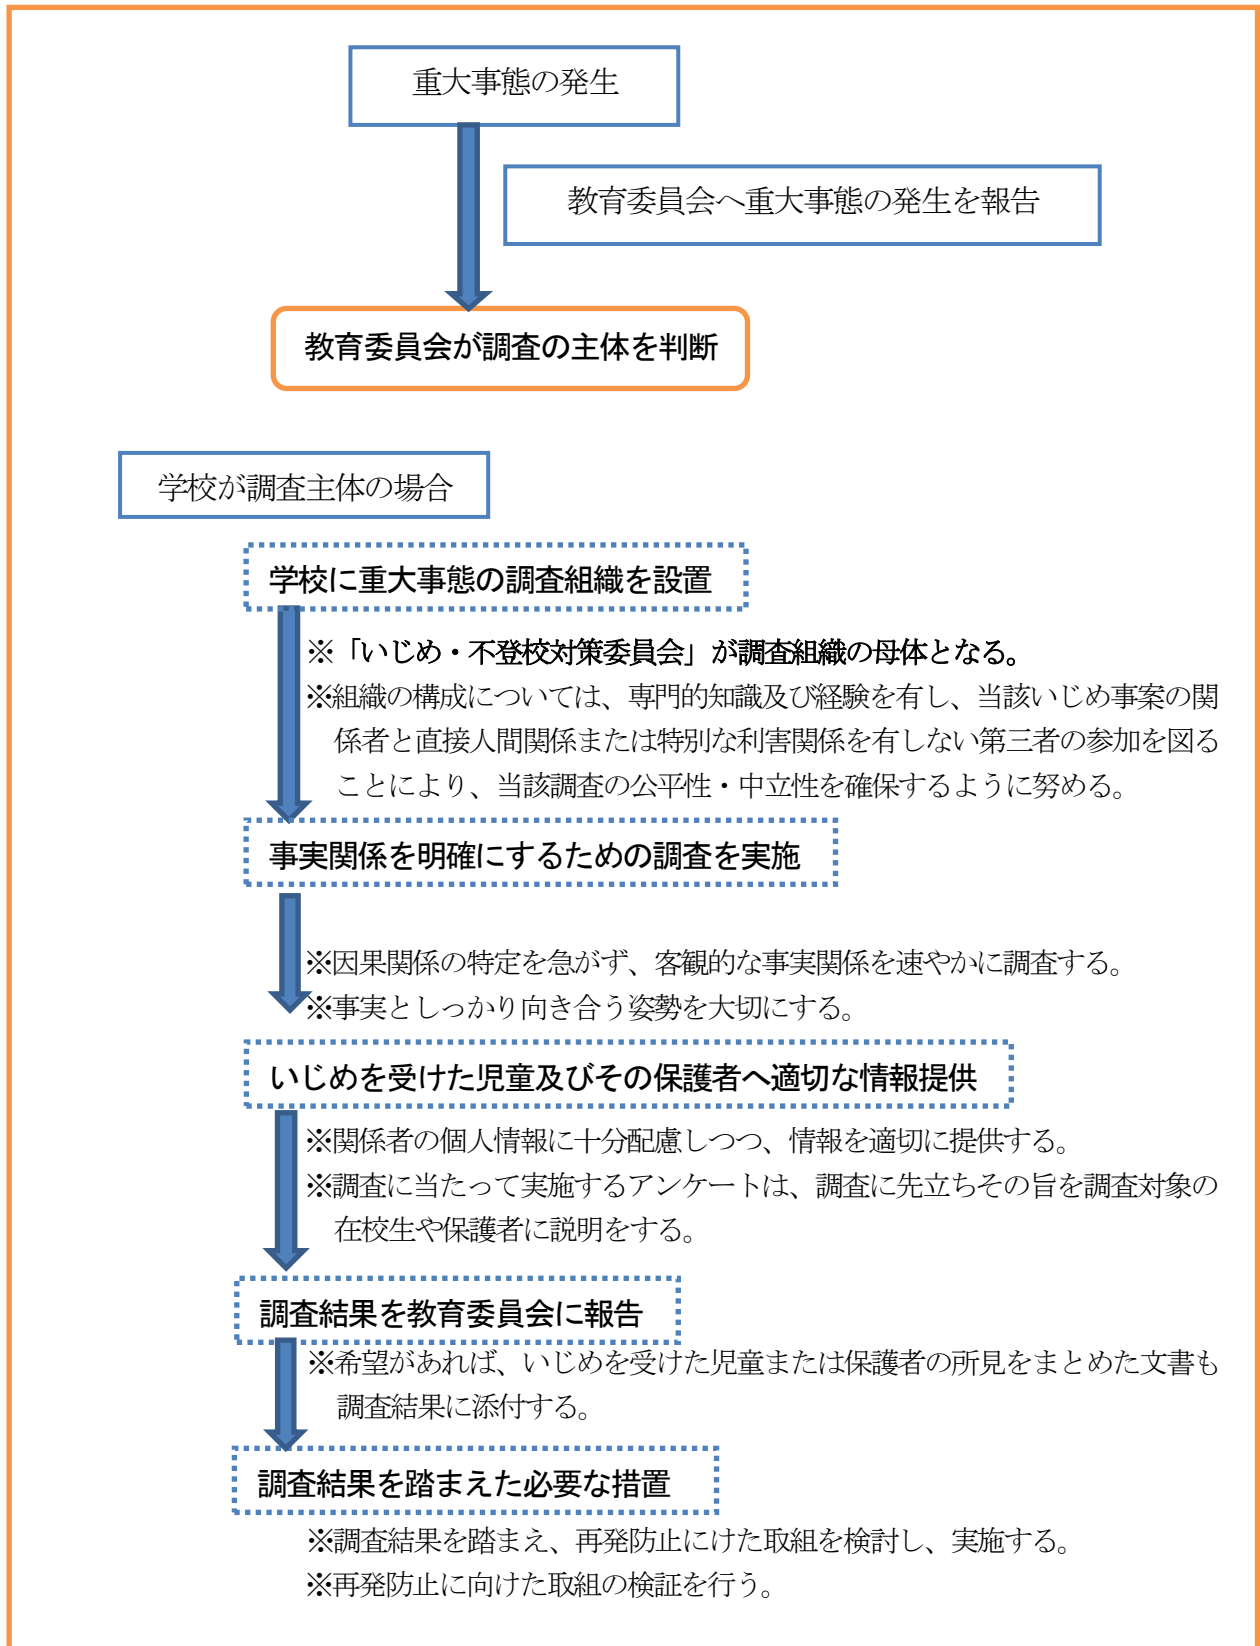 重大事態の発生
教育委員会へ重大事態の発生を報告
教育委員会が調査の主体を判断
学校が調査主体の場合
学校に重大事態の調査組織を設置
※「いじめ・不登校対策委員会」が調査組織の母体となる。
※組織の構成については、専門的知識及び経験を有し、当該いじめ事案の関
係者と直接人間関係または特別な利害関係を有しない第三者の参加を図る
ことにより、当該調査の公平性・中立性を確保するように努める。
事実関係を明確にするための調査を実施
※因果関係の特定を急がず、客観的な事実関係を速やかに調査する。
※事実としっかり向き合う姿勢を大切にする。
いじめを受けた児童及びその保護者へ適切な情報提供
※関係者の個人情報に十分配慮しつつ、情報を適切に提供する。
※調査に当たって実施するアンケートは、調査に先立ちその旨を調査対象の
在校生や保護者に説明をする。
調査結果を教育委員会に報告
※希望があれば、いじめを受けた児童または保護者の所見をまとめた文書も
調査結果に添付する。
調査結果を踏まえた必要な措置
※調査結果を踏まえ、再発防止にけた取組を検討し、実施する。
※再発防止に向けた取組の検証を行う。